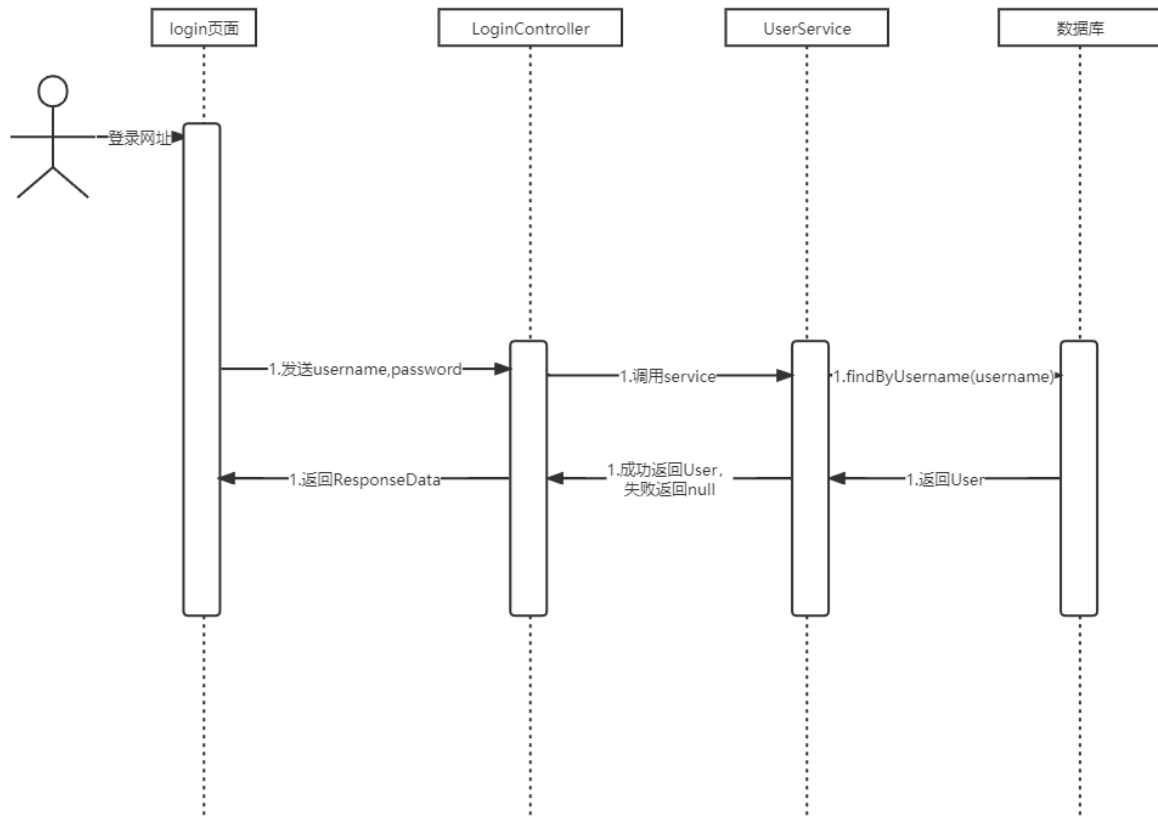 login页面
LoginController
UserService
数据库
登录网址
1.发送username,password
1.调用service
1.findByUsername(username)
1.返回ResponseData
1.成功返回User，
失败返回null
1.返回User